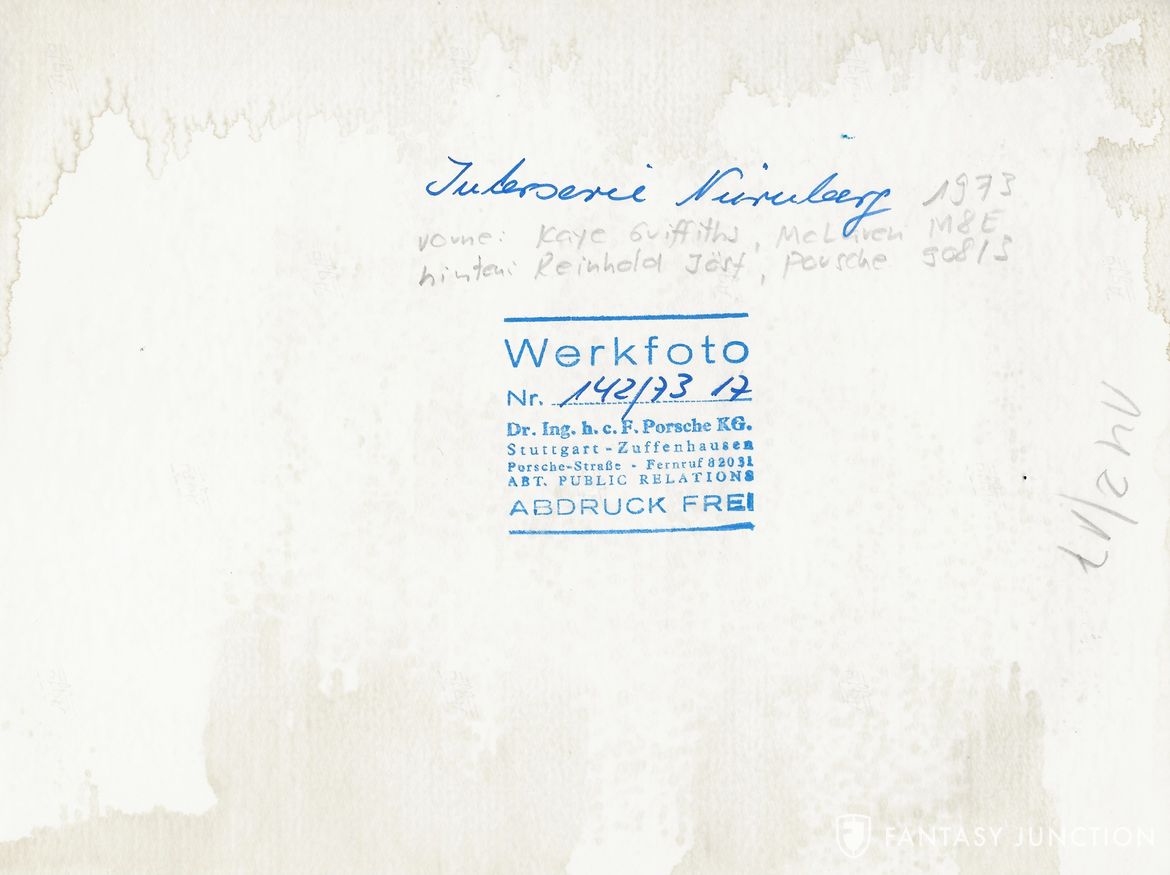 Interserie Nürnberg 1973
vorne: Kaye Griffiths, McLaren M8E
hinten: Reinhold Jöst, Porsche 908/3
Werkfoto
Nr. 142/73 17
Dr. Ing. h. c. F. Porsche KG.
Stuttgart - Zuffenhausen
Porsche-Straße - Fernruf 82031
ABT. PUBLIC RELATIONS
ABDRUCK FREI
142/17
FANTASY JUNCTION